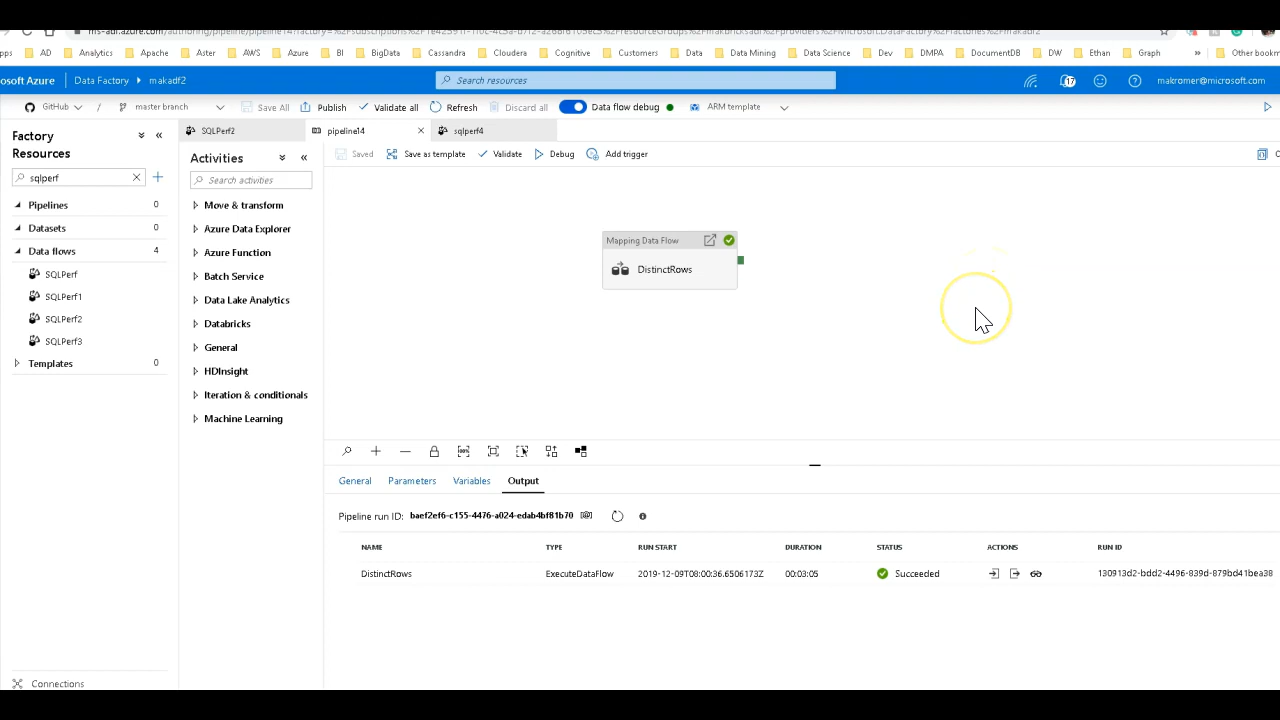 pps AD Analytics Apache Aster AWS Azure BI BigData Cassandra Cloudera Cognitive Customers Data Data Mining Data Science Dev DMPA DocumentDB DW Ethan Graph » Other bookm
osoft Azure Data Factory makadf2 Search resources 17 makromer@microsoft.com
GitHub / master branch Save All Publish Validate all Refresh Discard all Data flow debug ARM template
Factory Resources
sqlperf
Pipelines 0
Datasets 0
Data flows 4
SQLPerf
SQLPerf1
SQLPerf2
SQLPerf3
Templates 0
Connections
SQLPerf2 pipeline14 sqlperf4
Activities
Search activities
Move & transform
Azure Data Explorer
Azure Function
Batch Service
Data Lake Analytics
Databricks
General
HDInsight
Iteration & conditionals
Machine Learning
Saved Save as template Validate Debug Add trigger
Mapping Data Flow
DistinctRows
General Parameters Variables Output
Pipeline run ID: baef2ef6-c155-4476-a024-edab4bf81b70
NAME TYPE RUN START DURATION STATUS ACTIONS RUN ID
DistinctRows ExecuteDataFlow 2019-12-09T08:00:36.6506173Z 00:03:05 Succeeded 130913d2-bdd2-4496-839d-879bd41bea38